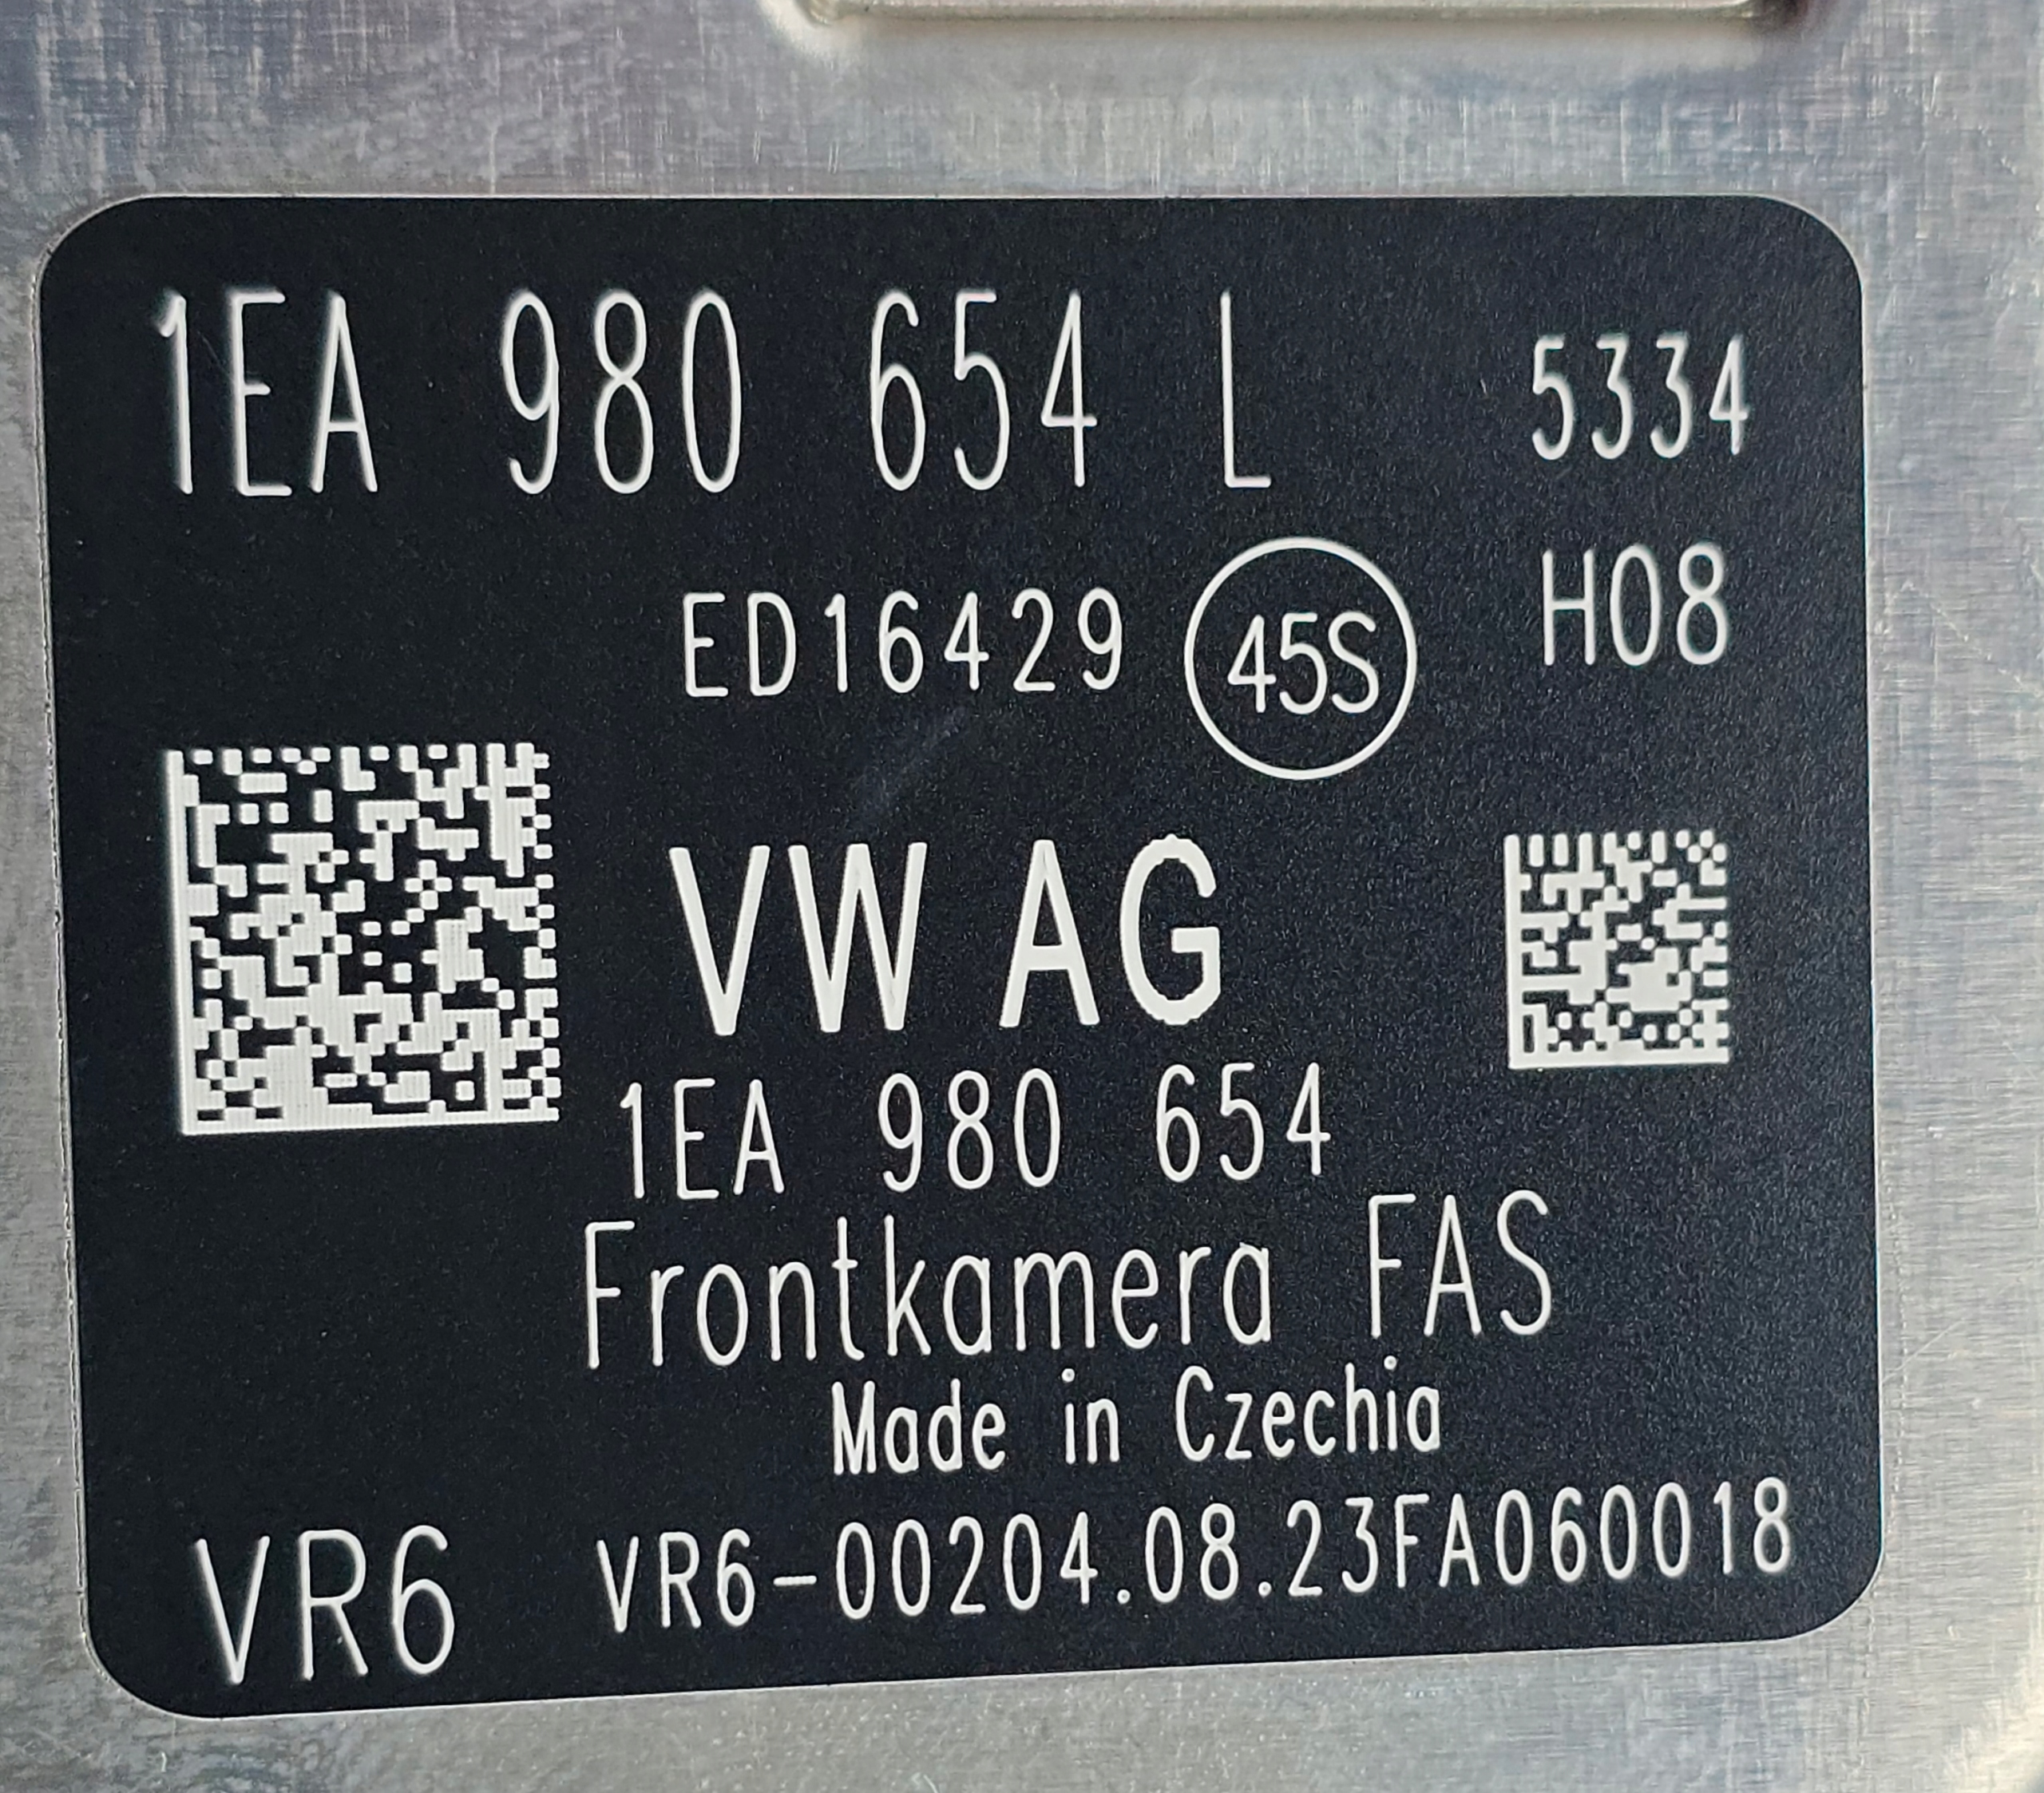 1EA 980 654 L 5334
ED16429 45S H08
VW AG
1EA 980 654
Frontkamera FAS
Made in Czechia
VR6 VR6-00204.08.23FA060018